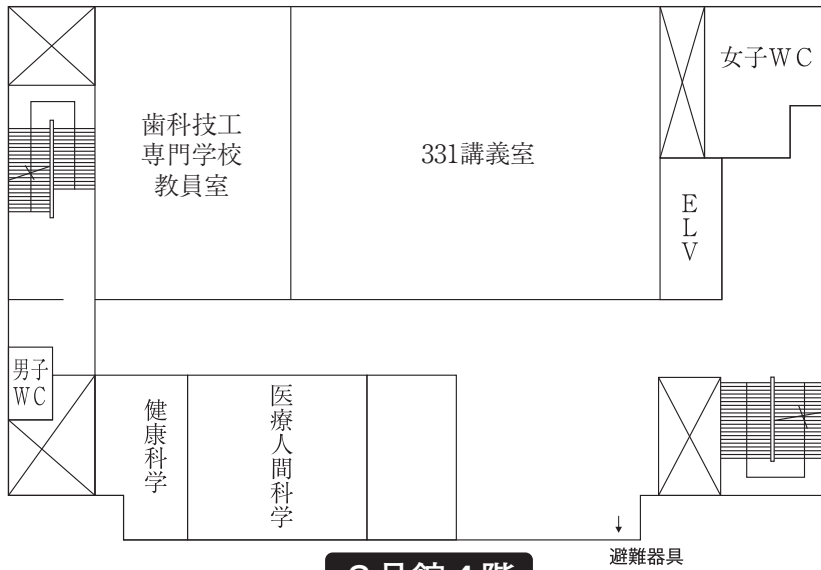 女子WC
歯科技工
専門学校
教員室
331講義室
ELV
男子
WC
健康科学
医療人間科学
避難器具